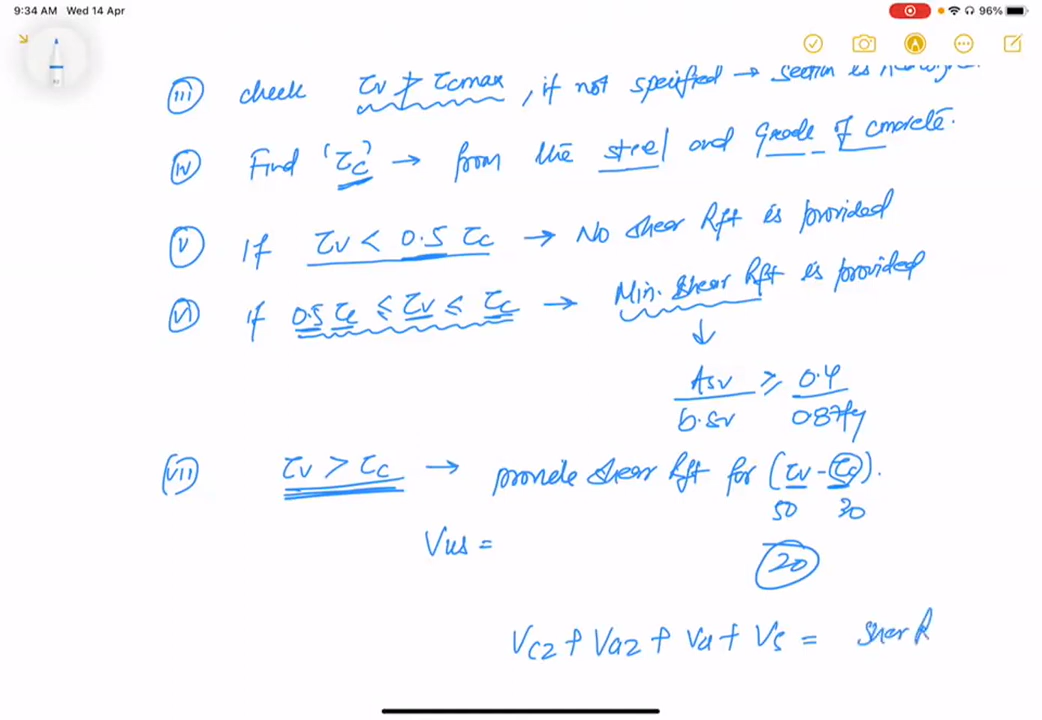 9:34 AM Wed 14 Apr
96%
(iii) check τv ≯ τcmax, if not specified → section is
(iv) Find 'τc' → from the steel and grade of concrete.
(v) If τv < 0.5 τc → No shear Rft is provided
(vi) if 0.5 τc ≤ τv ≤ τc → Min. shear Rft is provided
↓
Asv / b.sv ≥ 0.4 / 0.87fy
(vii) τv > τc → provide shear Rft for (τv - τc).
50 30
Vus =
20
Vcz + Vaz + Vd + Vs = shear R